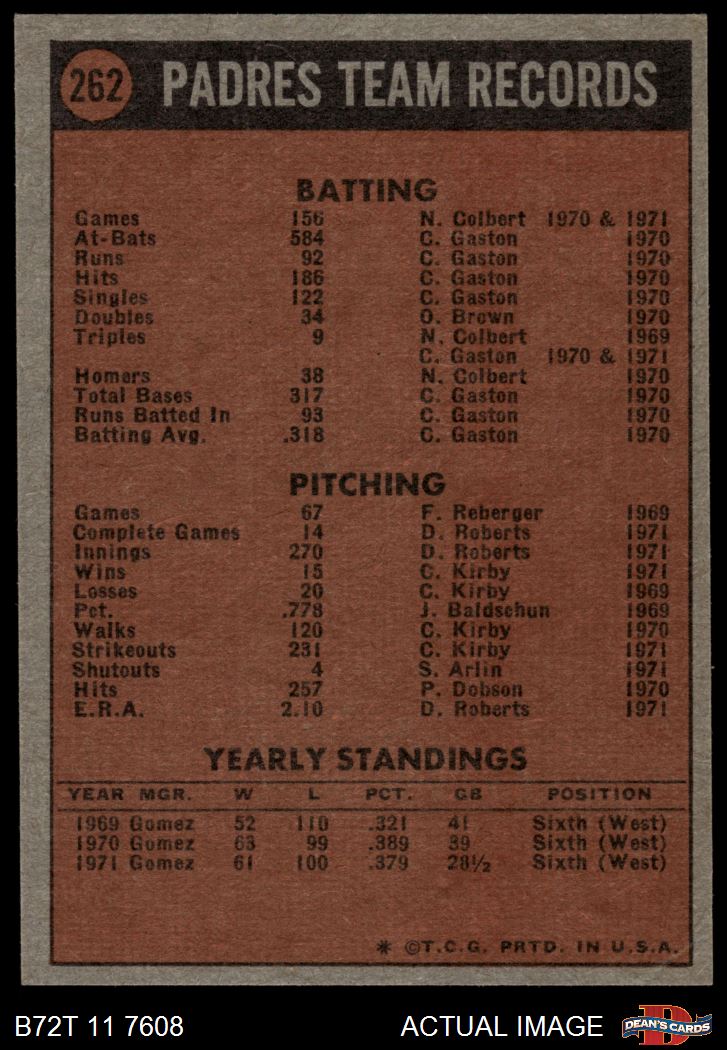 262 PADRES TEAM RECORDS
BATTING
Games 156 N. Colbert 1970 & 1971
At-Bats 584 C. Gaston 1970
Runs 92 C. Gaston 1970
Hits 186 C. Gaston 1970
Singles 122 C. Gaston 1970
Doubles 34 O. Brown 1970
Triples 9 N. Colbert 1969
C. Gaston 1970 & 1971
Homers 38 N. Colbert 1970
Total Bases 317 C. Gaston 1970
Runs Batted In 93 C. Gaston 1970
Batting Avg. .318 C. Gaston 1970
PITCHING
Games 67 F. Reberger 1969
Complete Games 14 D. Roberts 1971
Innings 270 D. Roberts 1971
Wins 15 C. Kirby 1971
Losses 20 C. Kirby 1969
Pct. .778 J. Baldschun 1969
Walks 120 C. Kirby 1970
Strikeouts 231 C. Kirby 1971
Shutouts 4 S. Arlin 1971
Hits 257 P. Dobson 1970
E.R.A. 2.10 D. Roberts 1971
YEARLY STANDINGS
YEAR MGR. W L PCT. GB POSITION
1969 Gomez 52 110 .321 41 Sixth (West)
1970 Gomez 63 99 .389 39 Sixth (West)
1971 Gomez 61 100 .379 28½ Sixth (West)
* ©T.C.G. PRTD. IN U.S.A.
B72T 11 7608 ACTUAL IMAGE D DEAN'S CARDS